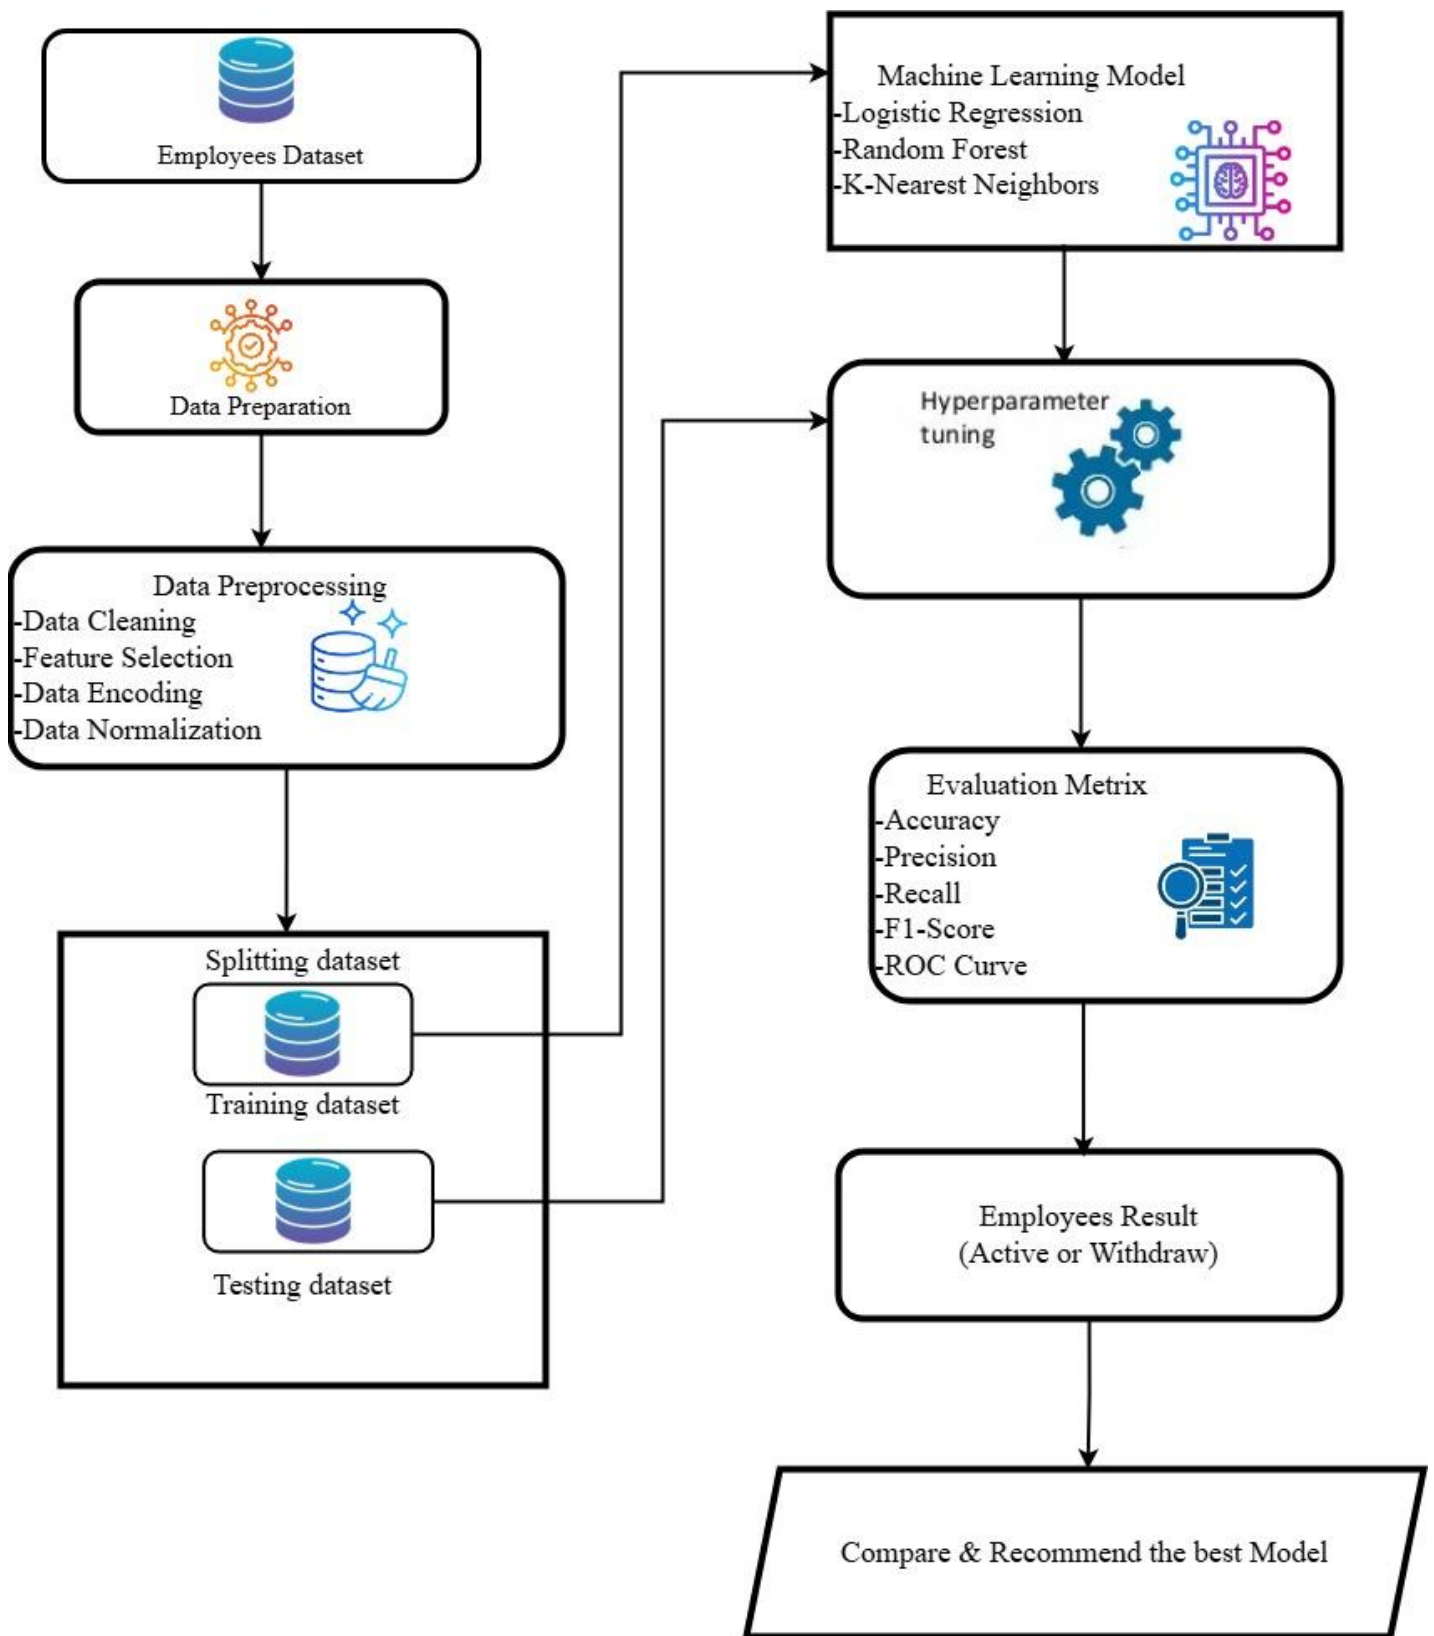 Employees Dataset
Data Preparation
Data Preprocessing
-Data Cleaning
-Feature Selection
-Data Encoding
-Data Normalization
Splitting dataset
Training dataset
Testing dataset
Machine Learning Model
-Logistic Regression
-Random Forest
-K-Nearest Neighbors
Hyperparameter
tuning
Evaluation Metrix
-Accuracy
-Precision
-Recall
-F1-Score
-ROC Curve
Employees Result
(Active or Withdraw)
Compare & Recommend the best Model